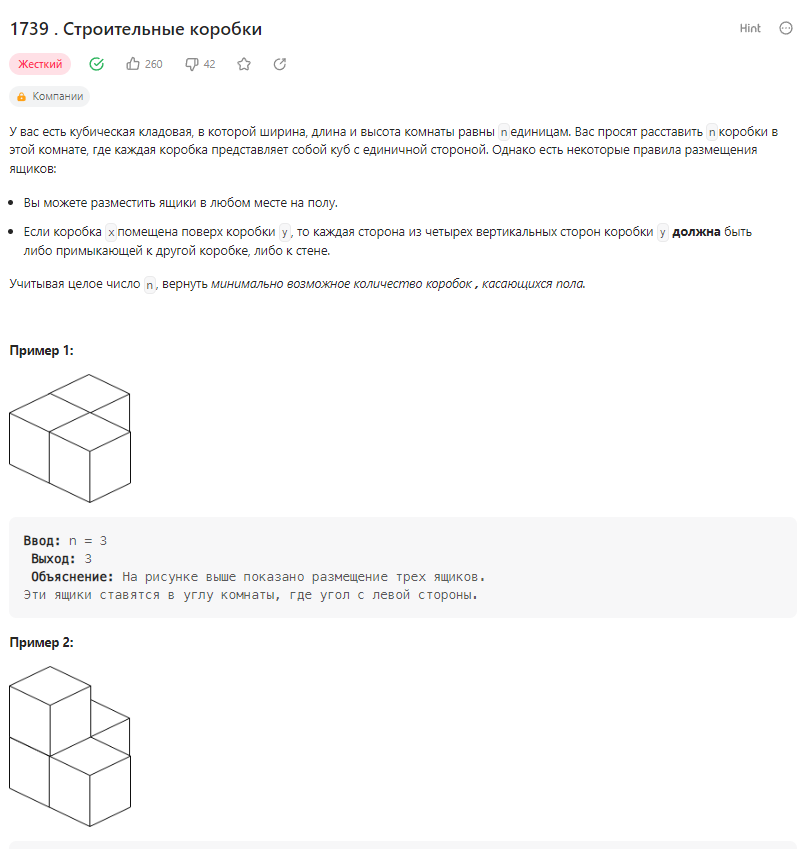 1739 . Строительные коробки
Hint
Жесткий 260 42
Компании
У вас есть кубическая кладовая, в которой ширина, длина и высота комнаты равны n единицам. Вас просят расставить n коробки в
этой комнате, где каждая коробка представляет собой куб с единичной стороной. Однако есть некоторые правила размещения
ящиков:
Вы можете разместить ящики в любом месте на полу.
Если коробка x помещена поверх коробки y, то каждая сторона из четырех вертикальных сторон коробки y должна быть
либо примыкающей к другой коробке, либо к стене.
Учитывая целое число n, вернуть минимально возможное количество коробок , касающихся пола.
Пример 1:
Ввод: n = 3
Выход: 3
Объяснение: На рисунке выше показано размещение трех ящиков.
Эти ящики ставятся в углу комнаты, где угол с левой стороны.
Пример 2: